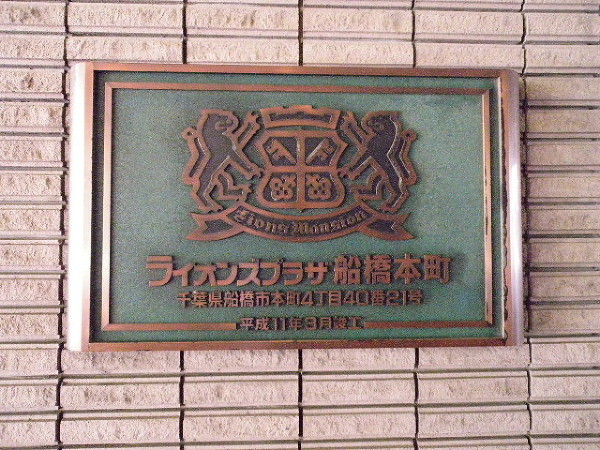 Lions Mansion
ライオンズプラザ船橋本町
千葉県船橋市本町4丁目40番21号
平成11年3月竣工